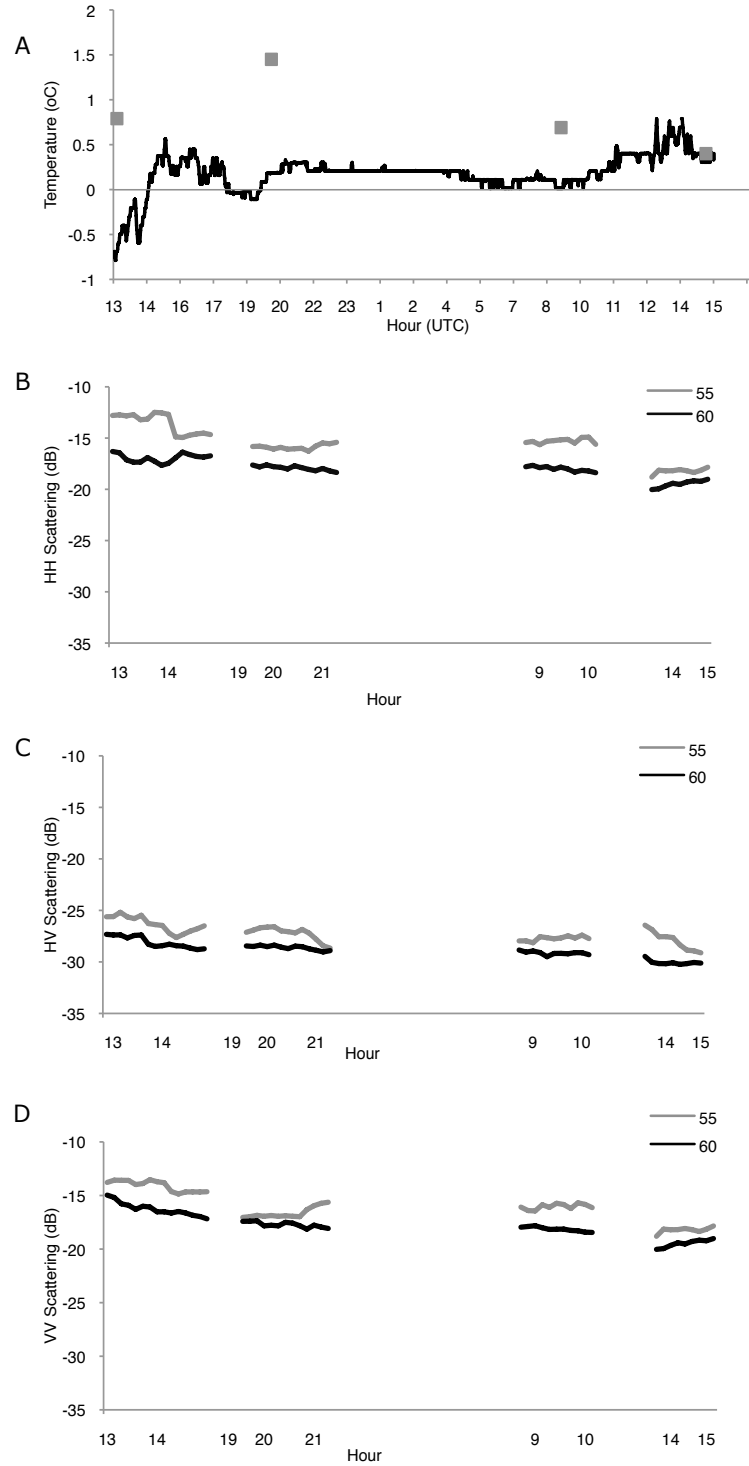 A
Temperature (oC)
2
1.5
1
0.5
0
-0.5
-1
13 14 16 17 19 20 22 23 1 2 4 5 7 8 10 11 12 14 15
Hour (UTC)
B
HH Scattering (dB)
-10
-15
-20
-25
-30
-35
55
60
13 14 19 20 21 9 10 14 15
Hour
C
HV Scattering (dB)
-10
-15
-20
-25
-30
-35
55
60
13 14 19 20 21 9 10 14 15
Hour
D
VV Scattering (dB)
-10
-15
-20
-25
-30
-35
55
60
13 14 19 20 21 9 10 14 15
Hour